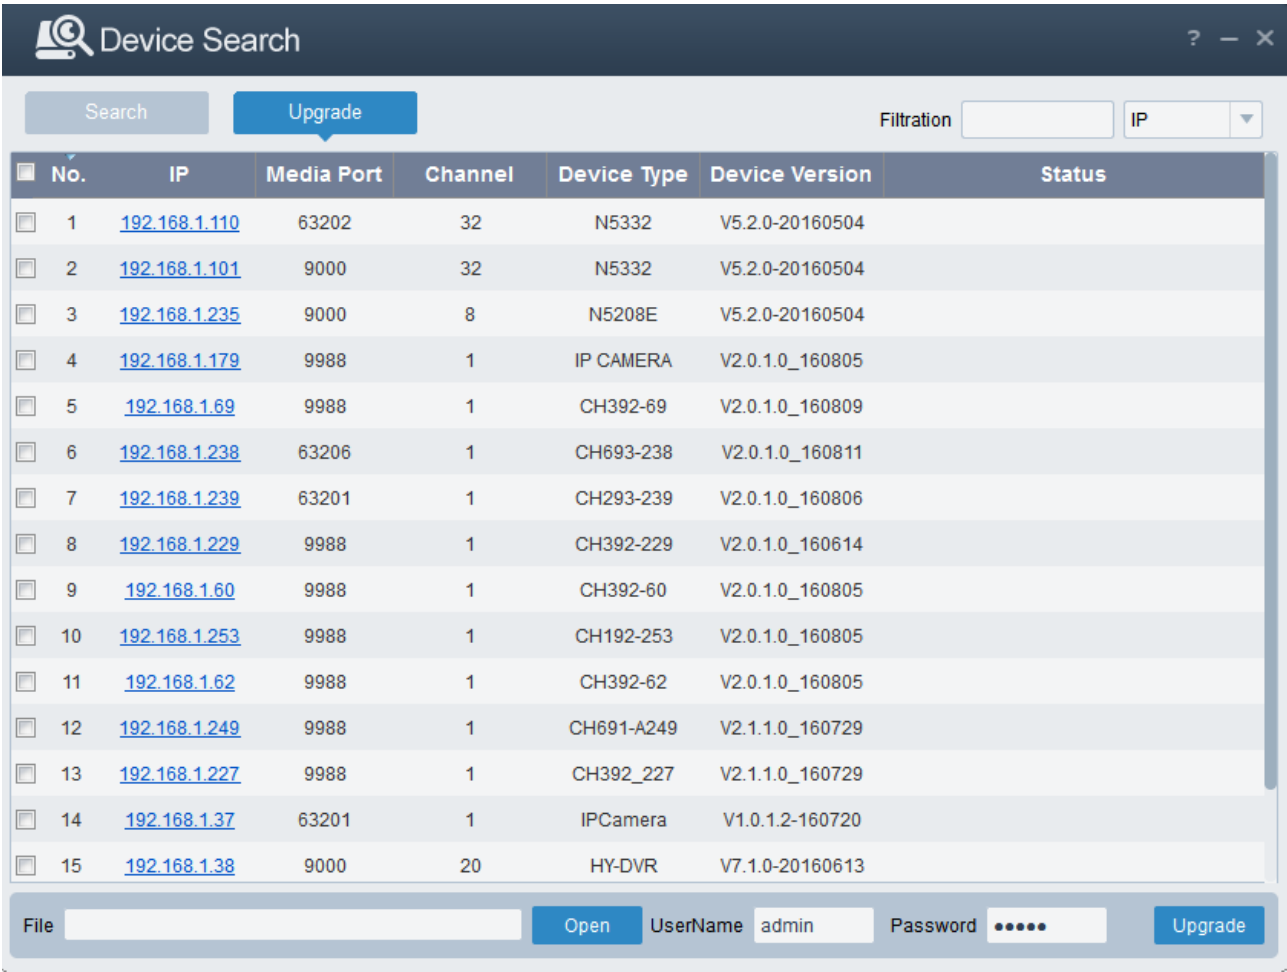 Device Search ? – ×
Search Upgrade Filtration IP
No. IP Media Port Channel Device Type Device Version Status
1 192.168.1.110 63202 32 N5332 V5.2.0-20160504
2 192.168.1.101 9000 32 N5332 V5.2.0-20160504
3 192.168.1.235 9000 8 N5208E V5.2.0-20160504
4 192.168.1.179 9988 1 IP CAMERA V2.0.1.0_160805
5 192.168.1.69 9988 1 CH392-69 V2.0.1.0_160809
6 192.168.1.238 63206 1 CH693-238 V2.0.1.0_160811
7 192.168.1.239 63201 1 CH293-239 V2.0.1.0_160806
8 192.168.1.229 9988 1 CH392-229 V2.0.1.0_160614
9 192.168.1.60 9988 1 CH392-60 V2.0.1.0_160805
10 192.168.1.253 9988 1 CH192-253 V2.0.1.0_160805
11 192.168.1.62 9988 1 CH392-62 V2.0.1.0_160805
12 192.168.1.249 9988 1 CH691-A249 V2.1.1.0_160729
13 192.168.1.227 9988 1 CH392_227 V2.1.1.0_160729
14 192.168.1.37 63201 1 IPCamera V1.0.1.2-160720
15 192.168.1.38 9000 20 HY-DVR V7.1.0-20160613
File Open UserName admin Password ●●●●● Upgrade